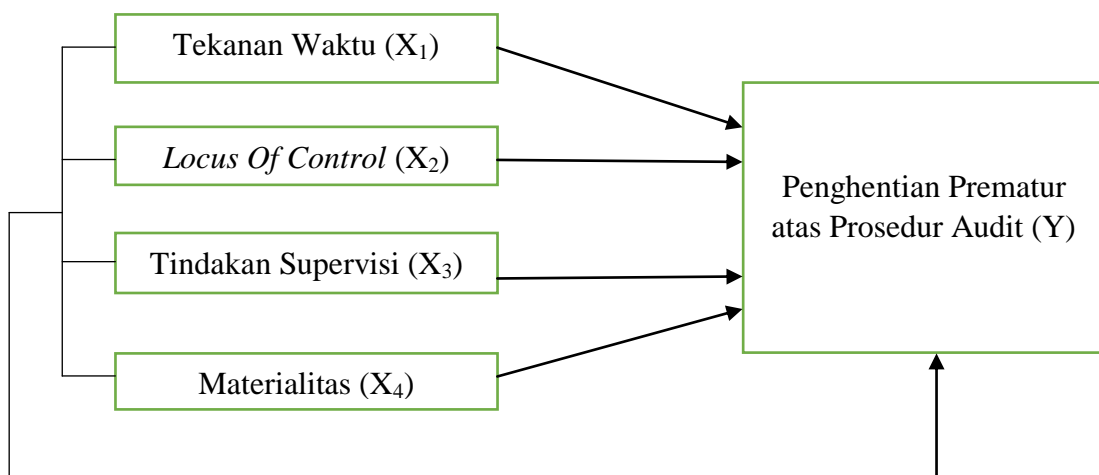 Tekanan Waktu (X₁)
Locus Of Control (X₂)
Tindakan Supervisi (X₃)
Materialitas (X₄)
Penghentian Prematur
atas Prosedur Audit (Y)